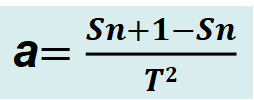 a= Sn+1−Sn
T²